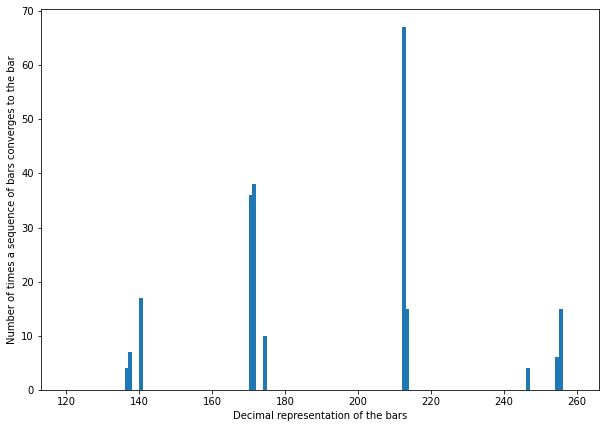 Number of times a sequence of bars converges to the bar
70
60
50
40
30
20
10
0
120 140 160 180 200 220 240 260
Decimal representation of the bars